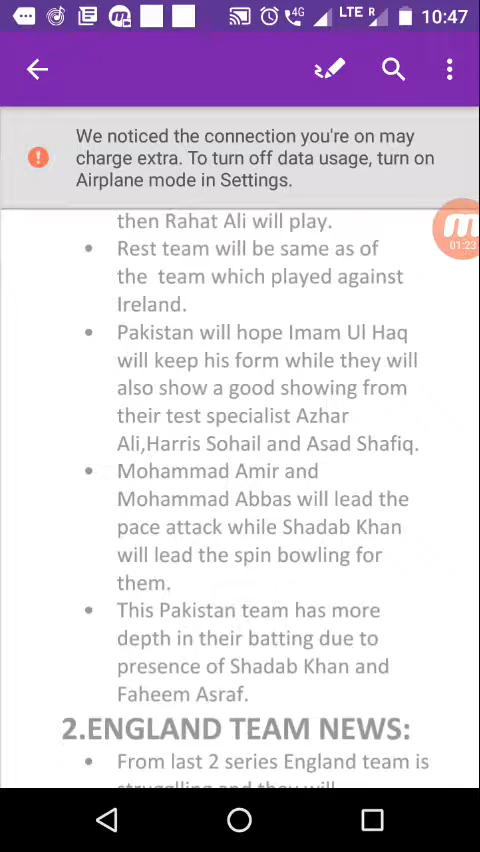 4G LTE R 10:47
We noticed the connection you're on may
charge extra. To turn off data usage, turn on
Airplane mode in Settings.
01:23
then Rahat Ali will play.
• Rest team will be same as of
the team which played against
Ireland.
• Pakistan will hope Imam Ul Haq
will keep his form while they will
also show a good showing from
their test specialist Azhar
Ali,Harris Sohail and Asad Shafiq.
• Mohammad Amir and
Mohammad Abbas will lead the
pace attack while Shadab Khan
will lead the spin bowling for
them.
• This Pakistan team has more
depth in their batting due to
presence of Shadab Khan and
Faheem Asraf.
2.ENGLAND TEAM NEWS:
• From last 2 series England team is